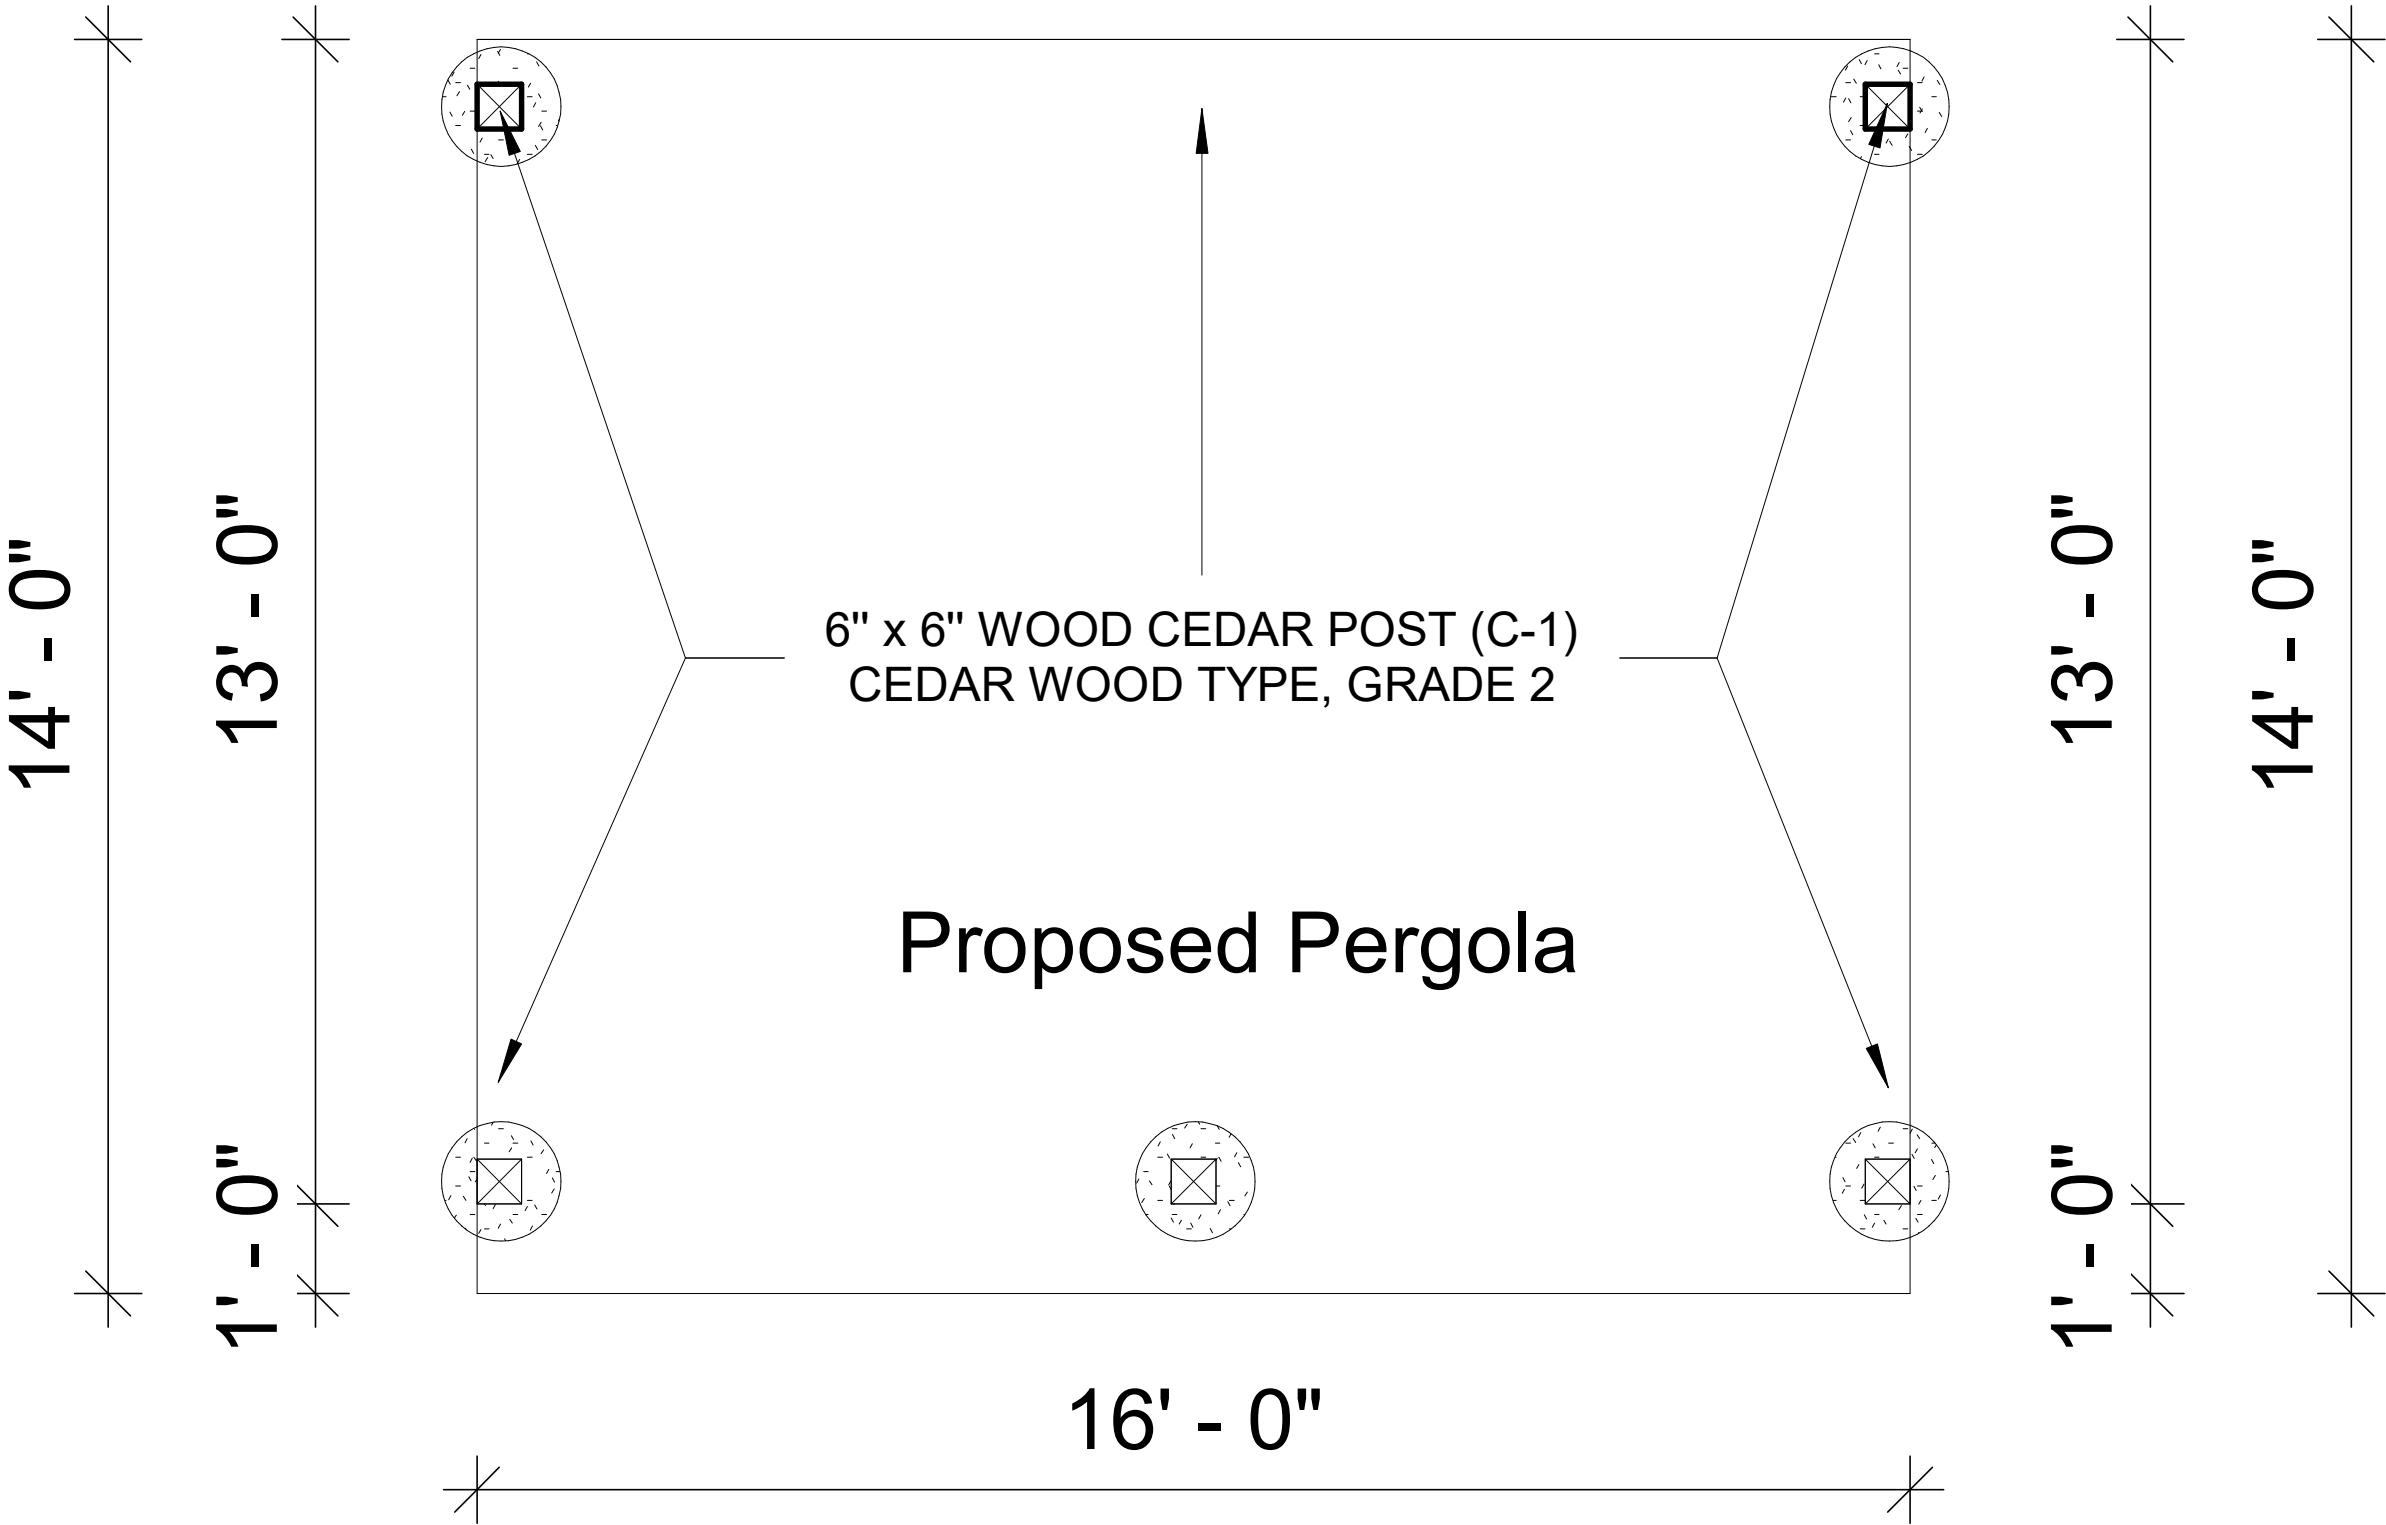 14' - 0"
13' - 0"
1' - 0"
6" x 6" WOOD CEDAR POST (C-1)
CEDAR WOOD TYPE, GRADE 2
Proposed Pergola
13' - 0"
1' - 0"
14' - 0"
16' - 0"